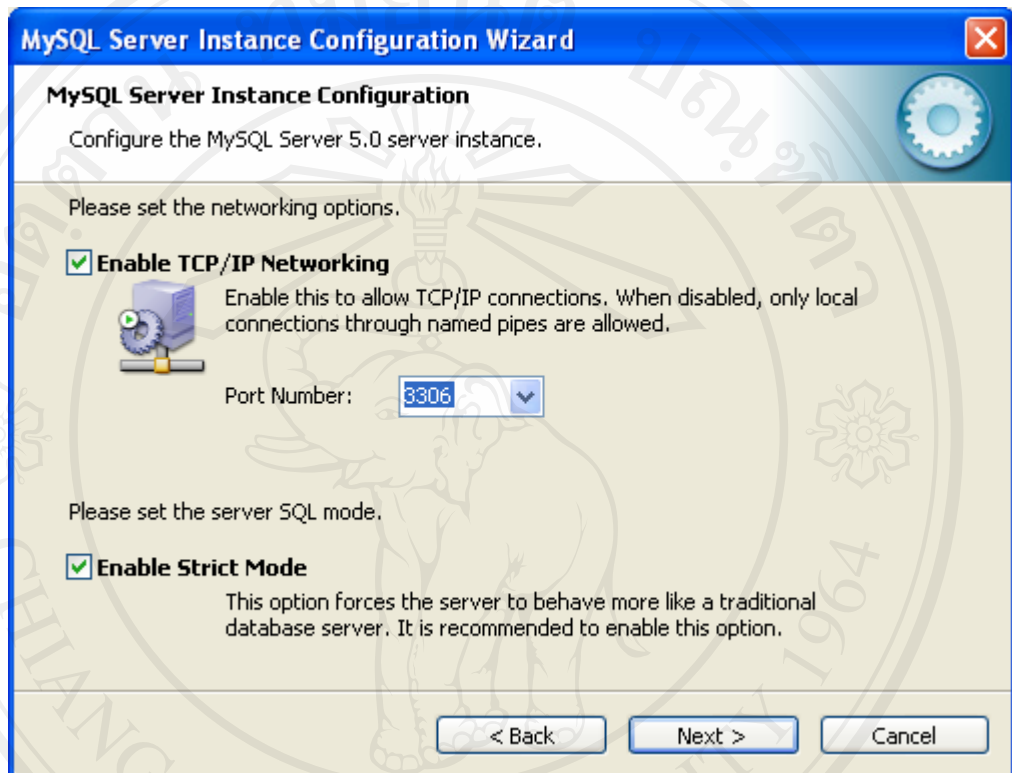 MySQL Server Instance Configuration Wizard
MySQL Server Instance Configuration
Configure the MySQL Server 5.0 server instance.
Please set the networking options.
Enable TCP/IP Networking
Enable this to allow TCP/IP connections. When disabled, only local
connections through named pipes are allowed.
Port Number: 3306
Please set the server SQL mode.
Enable Strict Mode
This option forces the server to behave more like a traditional
database server. It is recommended to enable this option.
< Back Next > Cancel
CHIANG
1964